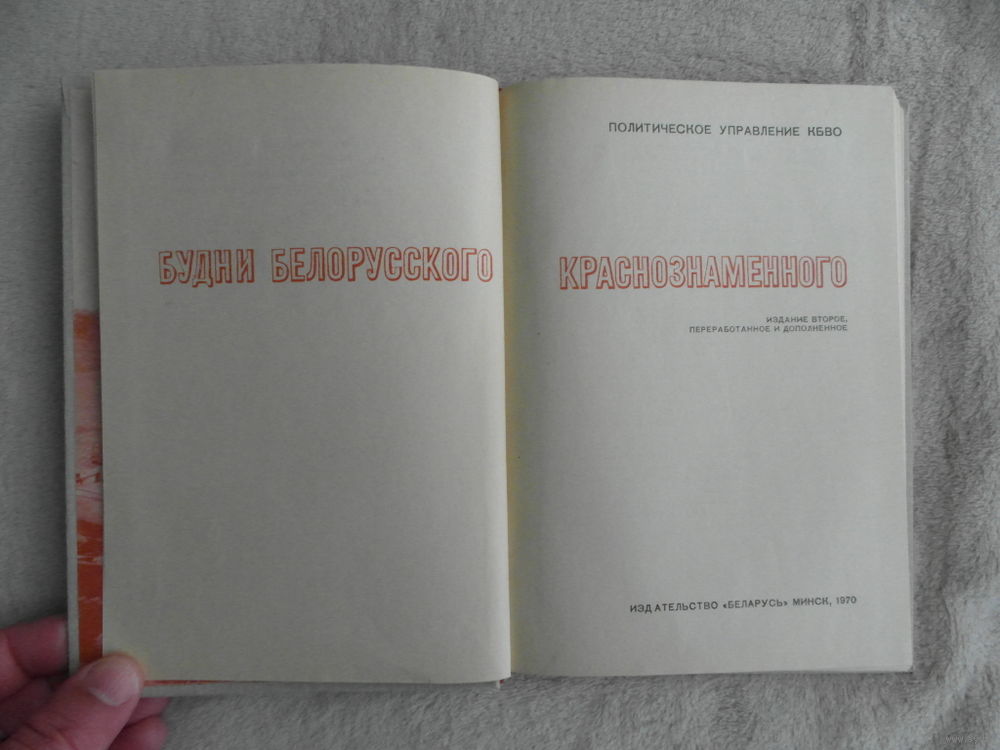 ПОЛИТИЧЕСКОЕ УПРАВЛЕНИЕ КБВО
БУДНИ БЕЛОРУССКОГО КРАСНОЗНАМЕННОГО
ИЗДАНИЕ ВТОРОЕ,
ПЕРЕРАБОТАННОЕ И ДОПОЛНЕННОЕ
ИЗДАТЕЛЬСТВО «БЕЛАРУСЬ» МИНСК, 1970